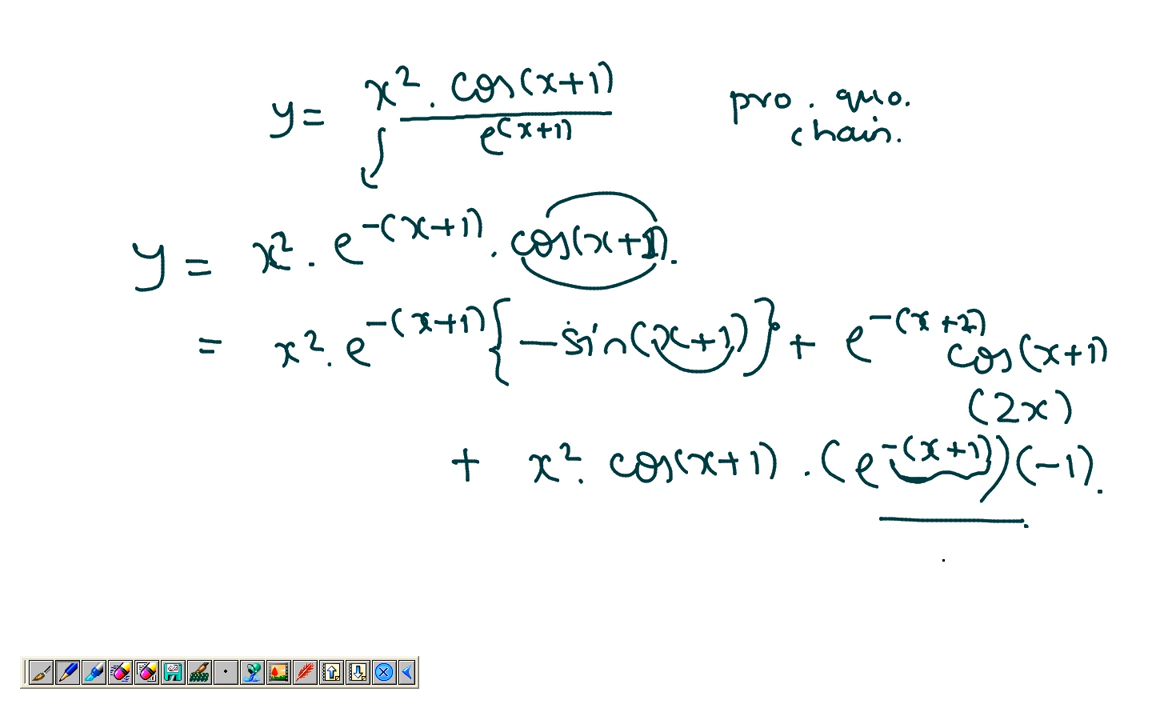 y = x². cos(x+1) / e^(x+1)
pro. quo.
chain.
y = x². e^-(x+1). cos(x+1).
= x². e^-(x+1) {-sin(x+1)} + e^-(x+2) cos(x+1)
(2x)
+ x². cos(x+1). (e^-(x+1))(-1).